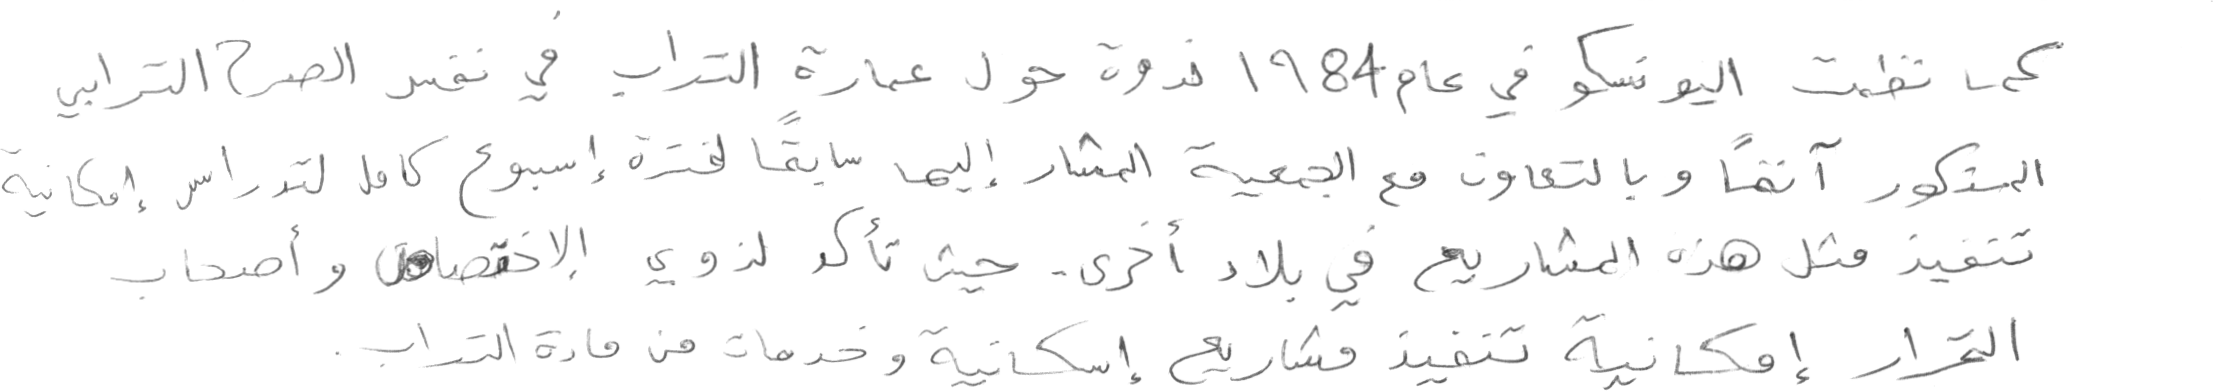 كما نظمت اليونسكو في عام 1984 ندوة حول عمارة التراب في نفس الصرح الترابي
المذكور آنفًا وبالتعاون مع الجمعية المشار إليها سابقًا لفترة إسبوع كامل لتدراس إمكانية
تنفيذ مثل هذه المشاريع في بلاد أخرى. حيث تأكد لذوي الإختصاص وأصحاب
القرار إمكانية تنفيذ مشاريع إسكانية وخدمات من مادة التراب.